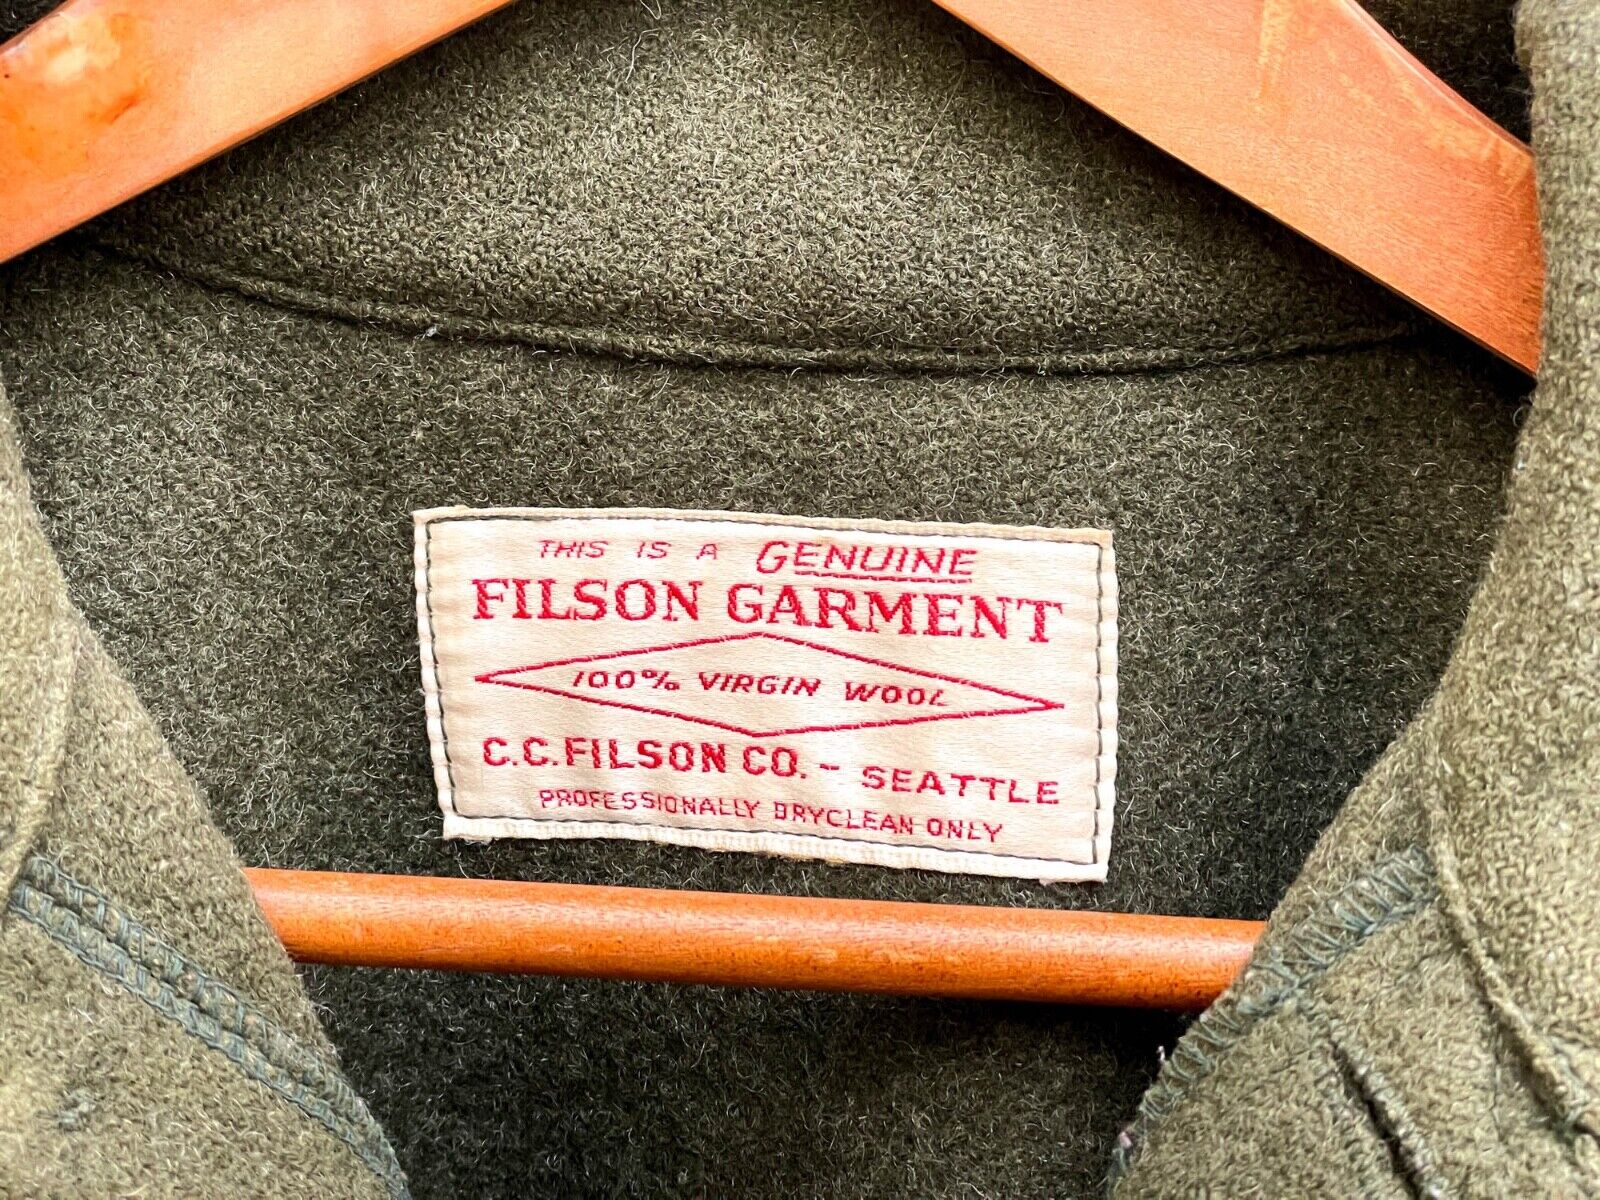 THIS IS A GENUINE
FILSON GARMENT
100% VIRGIN WOOL
C.C.FILSON CO. - SEATTLE
PROFESSIONALLY DRYCLEAN ONLY